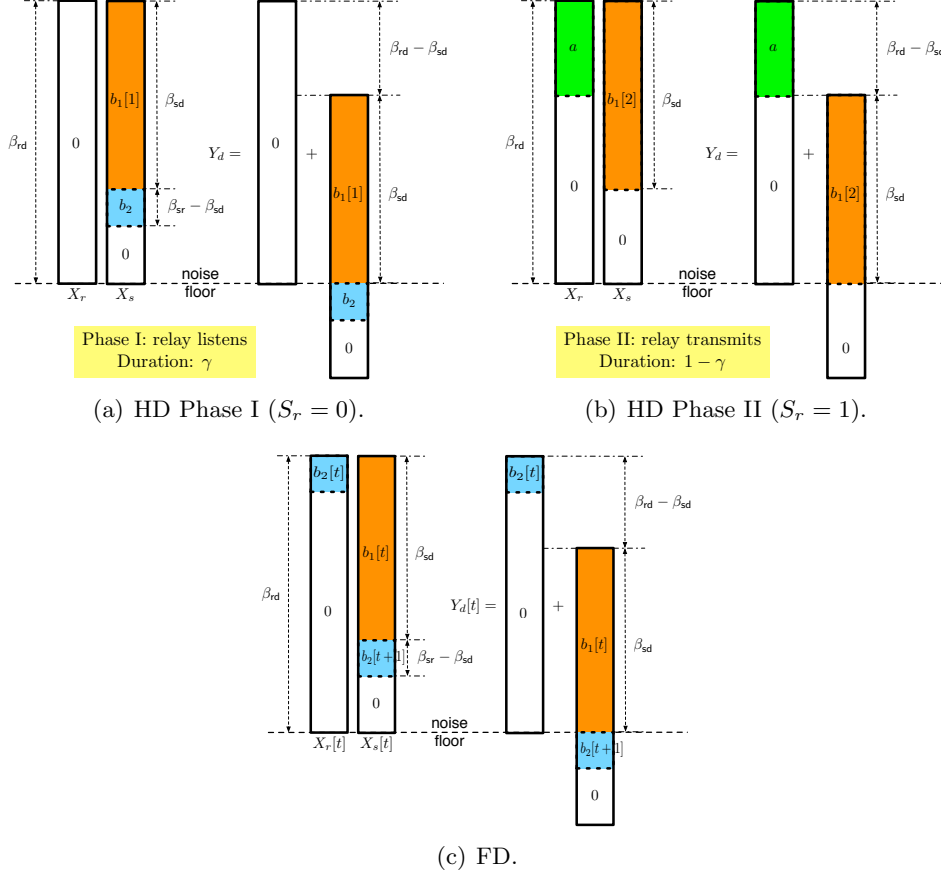 β_rd
0
b_1[1]
b_2
0
β_sd
β_sr − β_sd
Y_d =
0
+
b_1[1]
b_2
0
β_rd − β_sd
β_sd
X_r
X_s
noise
floor
Phase I: relay listens
Duration: γ
(a) HD Phase I (S_r = 0).
β_rd
a
0
b_1[2]
0
β_sd
Y_d =
a
0
+
b_1[2]
0
β_rd − β_sd
β_sd
X_r
X_s
noise
floor
Phase II: relay transmits
Duration: 1 − γ
(b) HD Phase II (S_r = 1).
β_rd
b_2[t]
0
b_1[t]
b_2[t+1]
0
β_sd
β_sr − β_sd
Y_d[t] =
b_2[t]
0
+
b_1[t]
b_2[t+1]
0
β_rd − β_sd
β_sd
X_r[t]
X_s[t]
noise
floor
(c) FD.